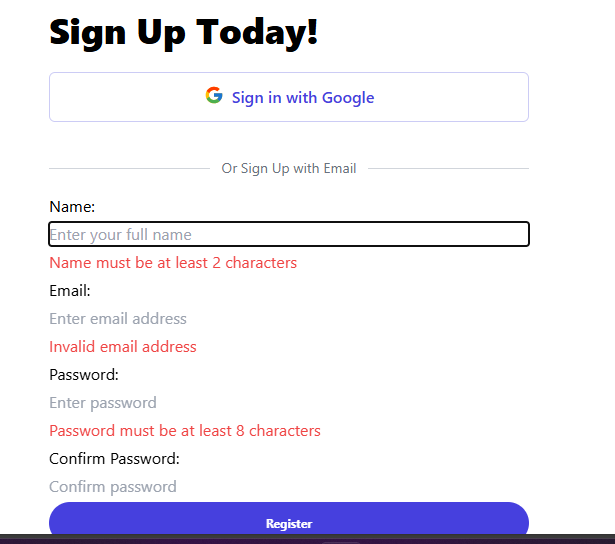 Sign Up Today!
Sign in with Google
Or Sign Up with Email
Name:
Enter your full name
Name must be at least 2 characters
Email:
Enter email address
Invalid email address
Password:
Enter password
Password must be at least 8 characters
Confirm Password:
Confirm password
Register